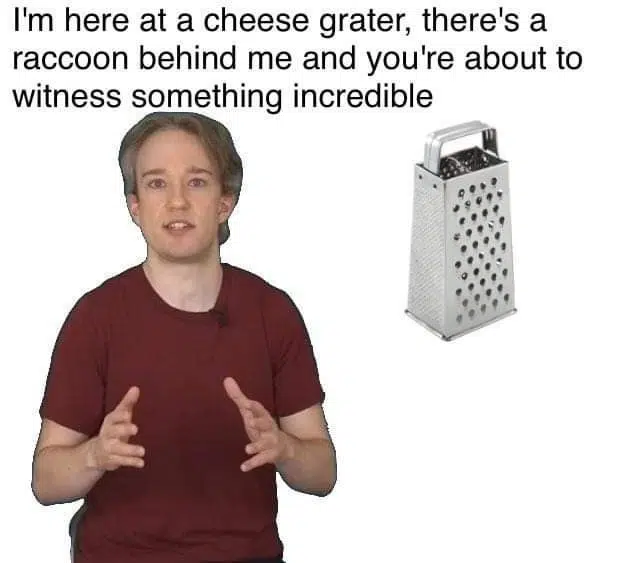 I'm here at a cheese grater, there's a
raccoon behind me and you're about to
witness something incredible